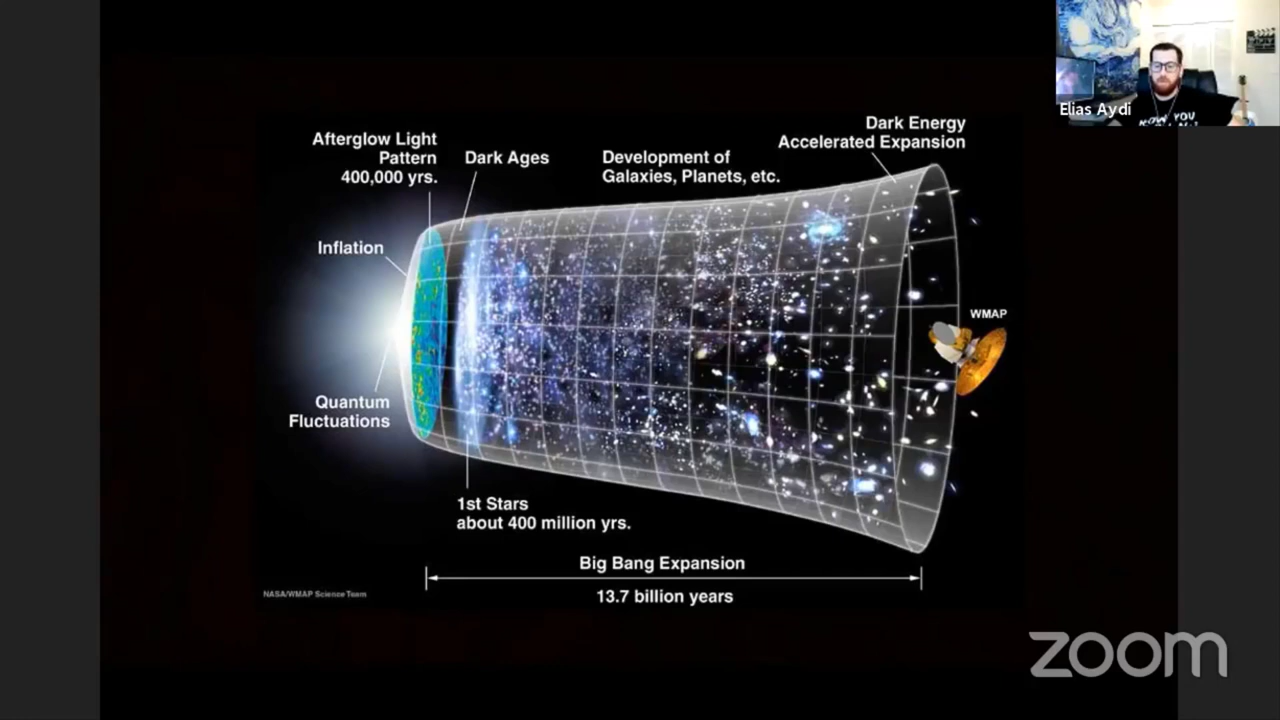 Elias Aydi
Afterglow Light
Pattern
400,000 yrs.
Dark Ages
Development of
Galaxies, Planets, etc.
Dark Energy
Accelerated Expansion
Inflation
WMAP
Quantum
Fluctuations
1st Stars
about 400 million yrs.
Big Bang Expansion
13.7 billion years
NASA/WMAP Science Team
zoom